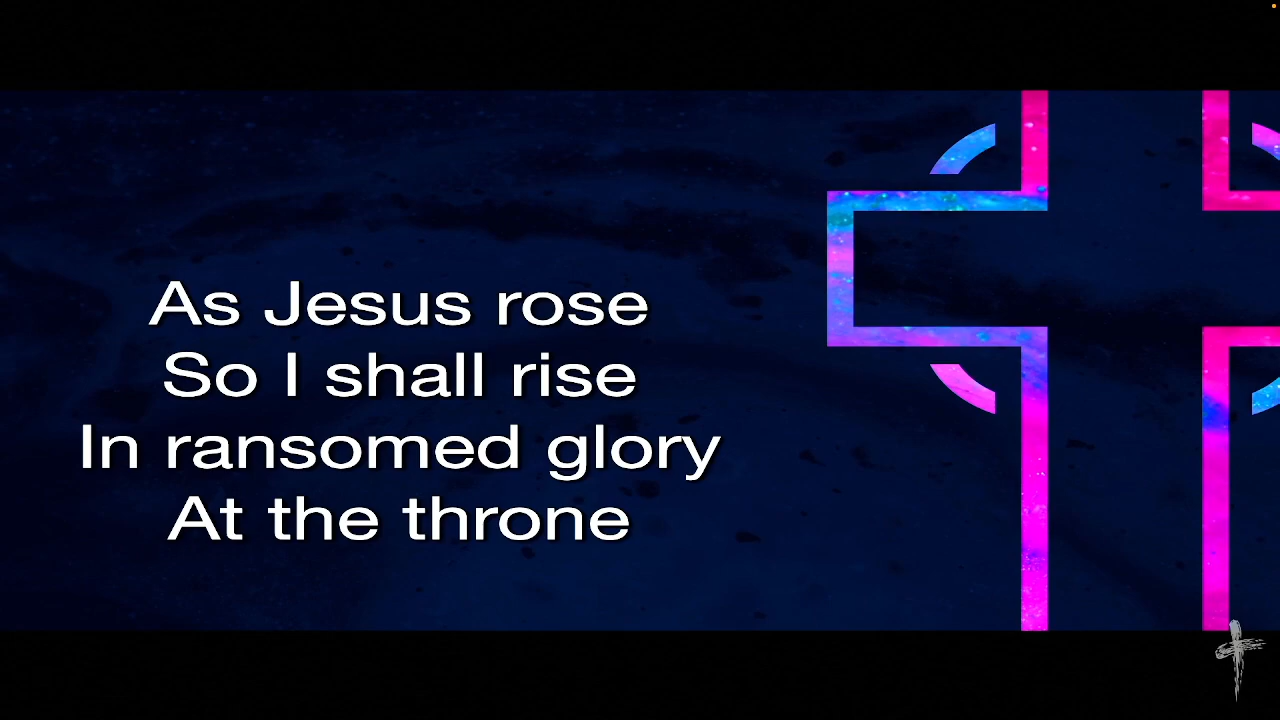 As Jesus rose
So I shall rise
In ransomed glory
At the throne